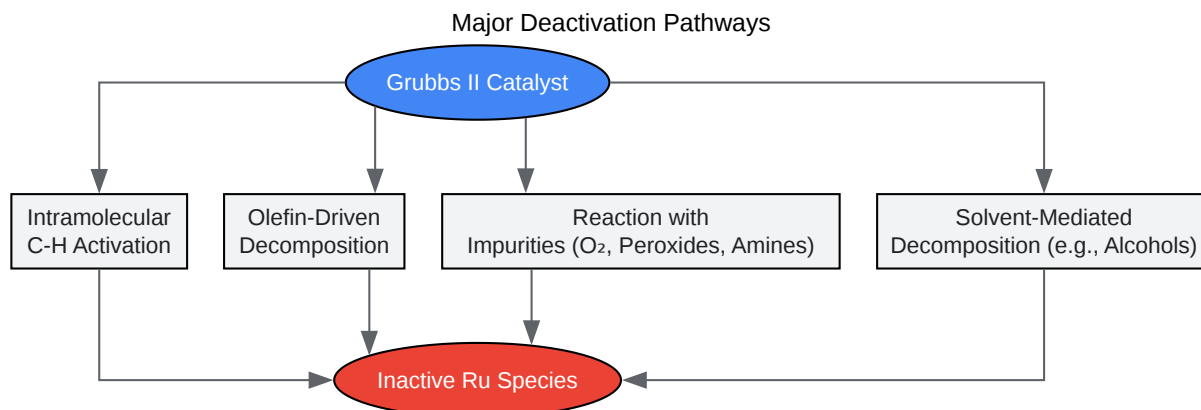 Major Deactivation Pathways
Grubbs II Catalyst
Intramolecular
C-H Activation
Olefin-Driven
Decomposition
Reaction with
Impurities (O₂, Peroxides, Amines)
Solvent-Mediated
Decomposition (e.g., Alcohols)
Inactive Ru Species